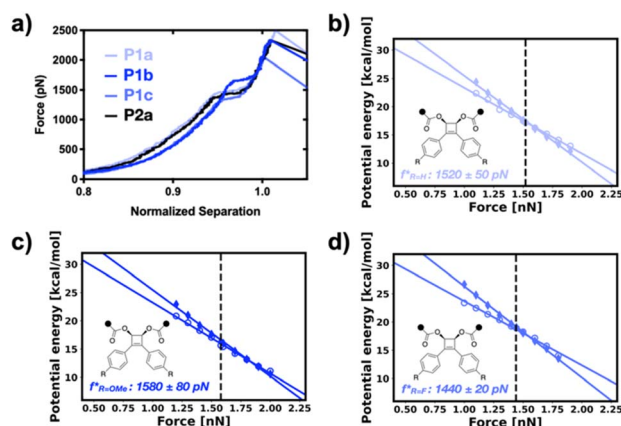 a)
2500
2000
1500
1000
500
0
Force (pN)
P1a
P1b
P1c
P2a
0.8
0.9
1.0
Normalized Separation
b)
Potential energy [kcal/mol]
30
25
20
15
O
O
O
O
R
R
f*R=H : 1520 ± 50 pN
0.50 0.75 1.00 1.25 1.50 1.75 2.00 2.25
Force [nN]
c)
Potential energy [kcal/mol]
30
25
20
15
10
O
O
O
O
R
R
f*R=OMe : 1580 ± 80 pN
0.50 0.75 1.00 1.25 1.50 1.75 2.00 2.25
Force [nN]
d)
Potential energy [kcal/mol]
30
25
20
15
10
O
O
O
O
R
R
f*R=F : 1440 ± 20 pN
0.50 0.75 1.00 1.25 1.50 1.75 2.00 2.25
Force [nN]